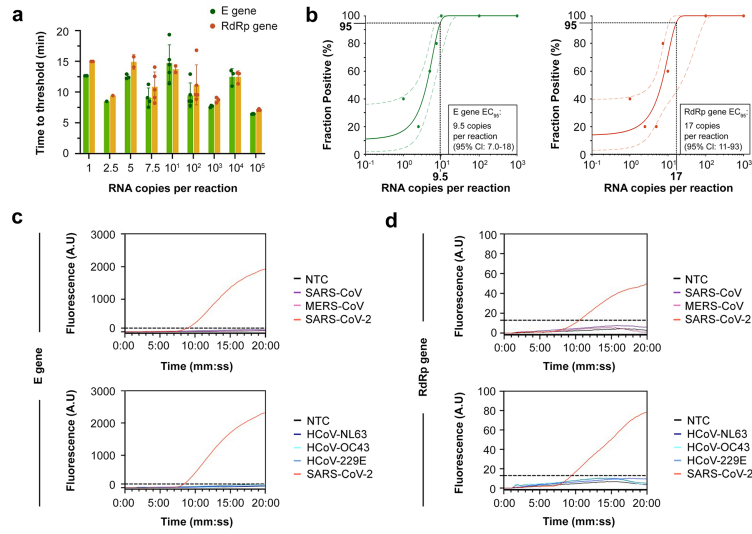 a
E gene
RdRp gene
Time to threshold (min)
20
15
10
5
0
1 2.5 5 7.5 10¹ 10² 10³ 10⁴ 10⁵
RNA copies per reaction
b
Fraction Positive (%)
100
95
80
60
40
20
E gene EC95:
9.5 copies
per reaction
(95% CI: 7.0-18)
10⁻¹ 10⁰ 10¹ 10² 10³
9.5
RNA copies per reaction
Fraction Positive (%)
100
95
80
60
40
20
0
RdRp gene EC95:
17 copies
per reaction
(95% CI: 11-93)
10⁻¹ 10⁰ 10¹ 10² 10³
RNA copies per reaction
17
c
E gene
Fluorescence (A.U)
3000
2000
1000
0
0:00 5:00 10:00 15:00 20:00
Time (mm:ss)
NTC
SARS-CoV
MERS-CoV
SARS-CoV-2
Fluorescence (A.U)
3000
2000
1000
0
0:00 5:00 10:00 15:00 20:00
Time (mm:ss)
NTC
HCoV-NL63
HCoV-OC43
HCoV-229E
SARS-CoV-2
d
RdRp gene
Fluorescence (A.U)
100
80
60
40
20
0
0:00 5:00 10:00 15:00 20:00
Time (mm:ss)
NTC
SARS-CoV
MERS-CoV
SARS-CoV-2
Fluorescence (A.U)
100
80
60
40
20
0
0:00 5:00 10:00 15:00 20:00
Time (mm:ss)
NTC
HCoV-NL63
HCoV-OC43
HCoV-229E
SARS-CoV-2